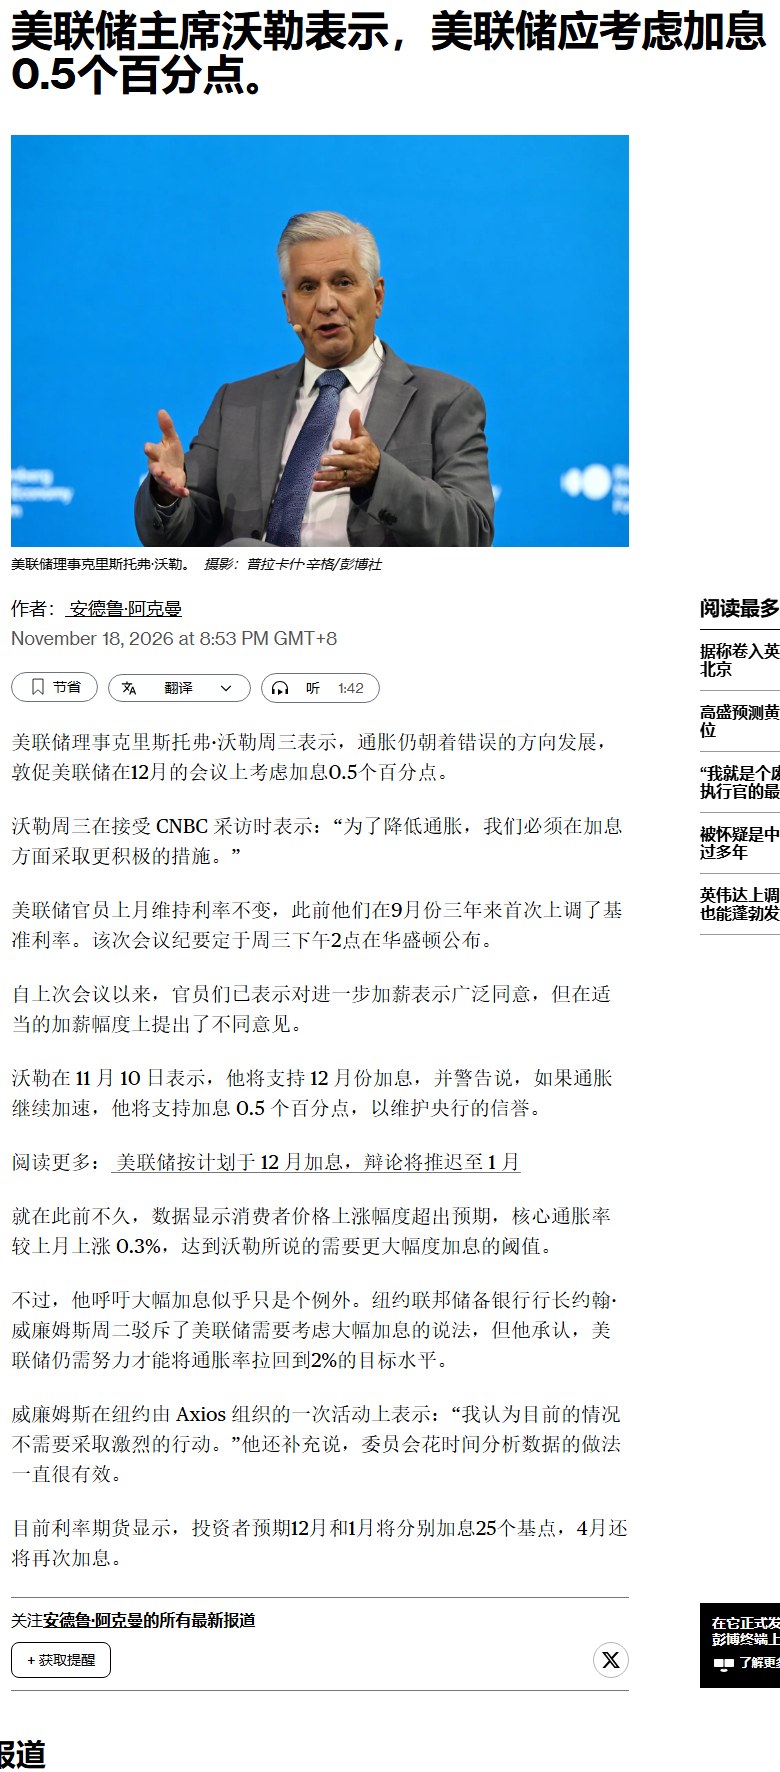 美联储主席沃勒表示，美联储应考虑加息
0.5个百分点。
美联储理事克里斯托弗·沃勒。 摄影：普拉卡什·辛格/彭博社
作者： 安德鲁·阿克曼
November 18, 2026 at 8:53 PM GMT+8
节省
翻译
听 1:42
美联储理事克里斯托弗·沃勒周三表示，通胀仍朝着错误的方向发展，
敦促美联储在12月的会议上考虑加息0.5个百分点。
沃勒周三在接受 CNBC 采访时表示：“为了降低通胀，我们必须在加息
方面采取更积极的措施。”
美联储官员上月维持利率不变，此前他们在9月份三年来首次上调了基
准利率。该次会议纪要定于周三下午2点在华盛顿公布。
自上次会议以来，官员们已表示对进一步加薪表示广泛同意，但在适
当的加薪幅度上提出了不同意见。
沃勒在 11 月 10 日表示，他将支持 12 月份加息，并警告说，如果通胀
继续加速，他将支持加息 0.5 个百分点，以维护央行的信誉。
阅读更多： 美联储按计划于 12 月加息，辩论将推迟至 1 月
就在此前不久，数据显示消费者价格上涨幅度超出预期，核心通胀率
较上月上涨 0.3%，达到沃勒所说的需要更大幅度加息的阈值。
不过，他呼吁大幅加息似乎只是个例外。纽约联邦储备银行行长约翰·
威廉姆斯周二驳斥了美联储需要考虑大幅加息的说法，但他承认，美
联储仍需努力才能将通胀率拉回到2%的目标水平。
威廉姆斯在纽约由 Axios 组织的一次活动上表示：“我认为目前的情况
不需要采取激烈的行动。”他还补充说，委员会花时间分析数据的做法
一直很有效。
目前利率期货显示，投资者预期12月和1月将分别加息25个基点，4月还
将再次加息。
关注安德鲁·阿克曼的所有最新报道
+ 获取提醒
报道
阅读最多
据称卷入英
北京
高盛预测黄
位
“我就是个废
执行官的最
被怀疑是中
过多年
英伟达上调
也能蓬勃发
在它正式发
彭博终端上
了解更多